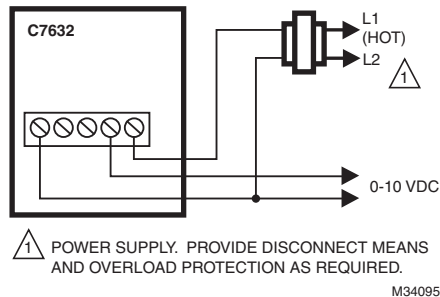 C7632
L1
(HOT)
L2
1
0-10 VDC
1 POWER SUPPLY. PROVIDE DISCONNECT MEANS
AND OVERLOAD PROTECTION AS REQUIRED.
M34095